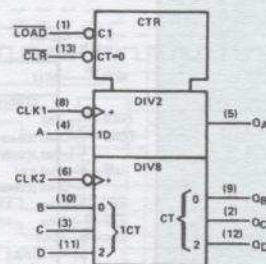 LOAD (1) C1 CTR
CLR (13) CT=0
DIV2
CLK1 (8) + (5) QA
A (4) 1D
DIV8
CLK2 (6) +
B (10) 0 0 (9) QB
C (3) 1CT CT (2) QC
D (11) 2 2 (12) QD